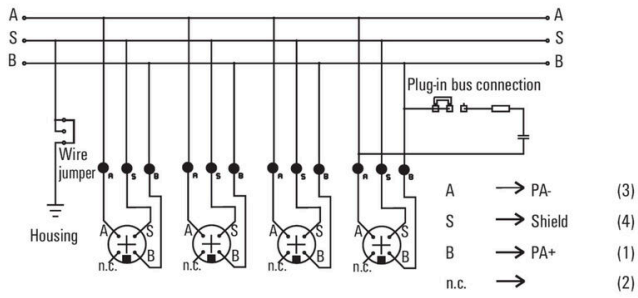 A A
S S
B B
Plug-in bus connection
Wire
jumper
A S B A S B A S B A S B
Housing
A S A S A S A S
B B B B
n.c. n.c. n.c. n.c.
A → PA- (3)
S → Shield (4)
B → PA+ (1)
n.c. → (2)